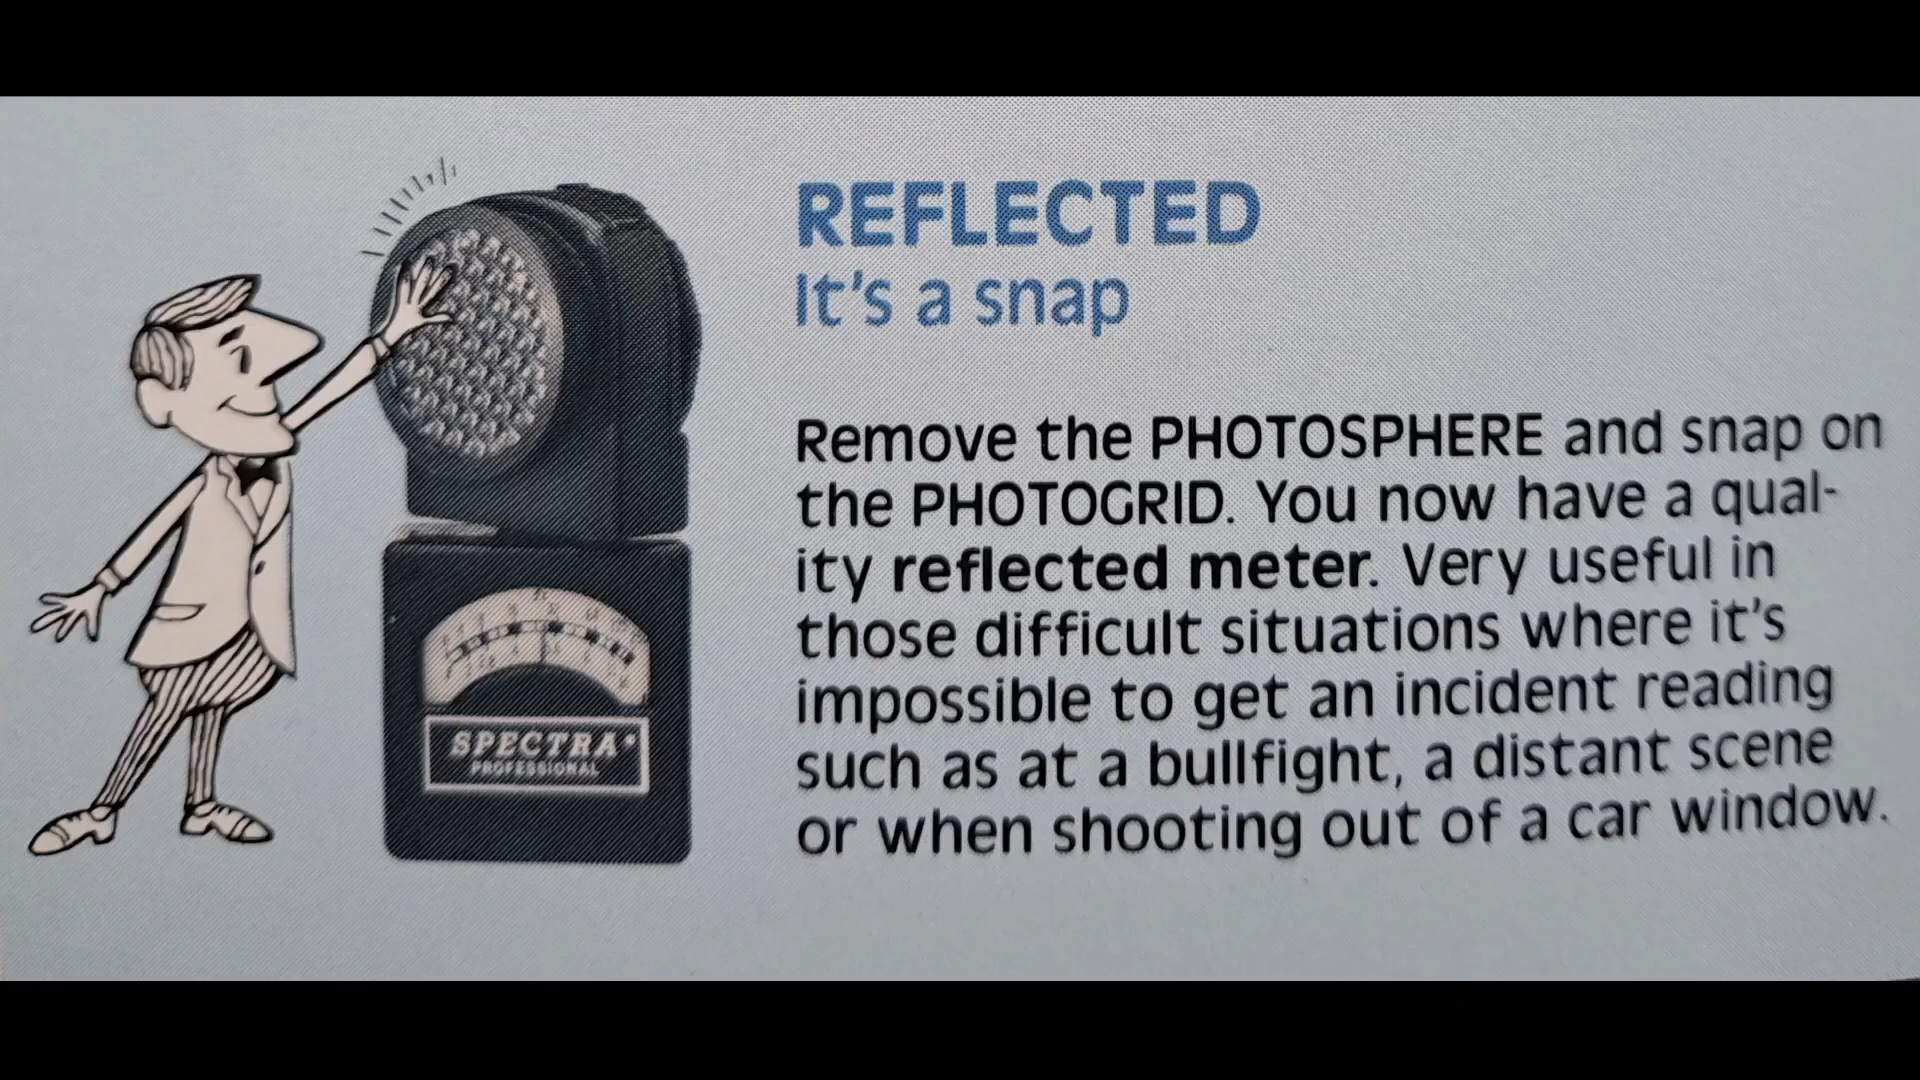 REFLECTED
It's a snap
Remove the PHOTOSPHERE and snap on
the PHOTOGRID. You now have a qual-
ity reflected meter. Very useful in
those difficult situations where it's
impossible to get an incident reading
such as at a bullfight, a distant scene
or when shooting out of a car window.
SPECTRA
PROFESSIONAL